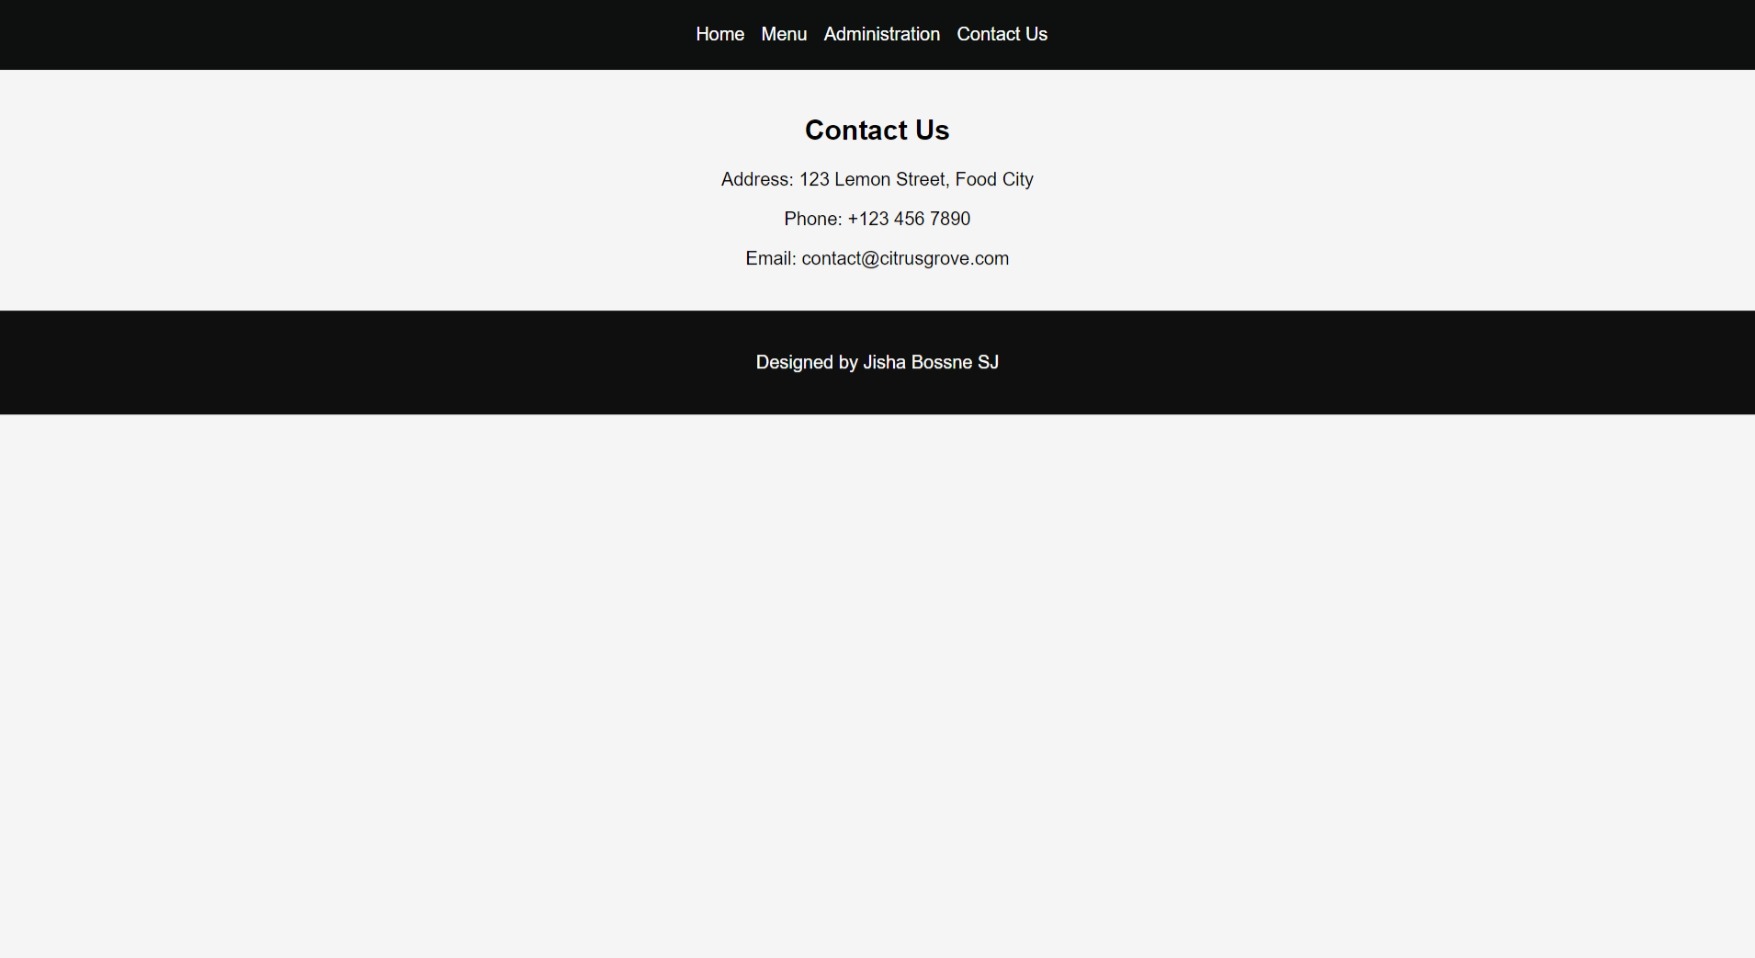 Home Menu Administration Contact Us
Contact Us
Address: 123 Lemon Street, Food City
Phone: +123 456 7890
Email: contact@citrusgrove.com
Designed by Jisha Bossne SJ